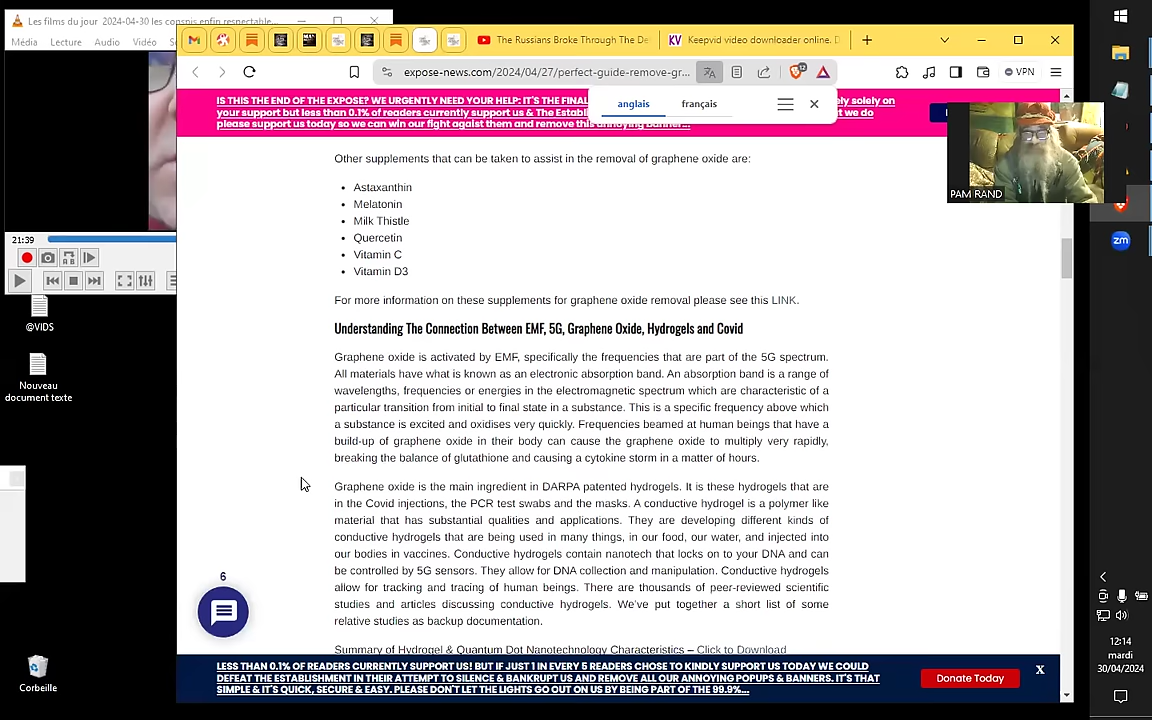 Les films du jour 2024-04-30 les conspis enfin respectable...
Média Lecture Audio Vidéo
The Russians Broke Through The De
Keepvid video downloader online. D
expose-news.com/2024/04/27/perfect-guide-remove-gr...
12
VPN
anglais français
IS THIS THE END OF THE EXPOSE? WE URGENTLY NEED YOUR HELP: IT'S THE FINAL
ely solely on
your support but less than 0.1% of readers currently support us & The Establ
we do
please support us today so we can win our fight against them and remove this annoying banner...
PAM RAND
Other supplements that can be taken to assist in the removal of graphene oxide are:
• Astaxanthin
• Melatonin
• Milk Thistle
• Quercetin
• Vitamin C
• Vitamin D3
For more information on these supplements for graphene oxide removal please see this LINK.
Understanding The Connection Between EMF, 5G, Graphene Oxide, Hydrogels and Covid
Graphene oxide is activated by EMF, specifically the frequencies that are part of the 5G spectrum.
All materials have what is known as an electronic absorption band. An absorption band is a range of
wavelengths, frequencies or energies in the electromagnetic spectrum which are characteristic of a
particular transition from initial to final state in a substance. This is a specific frequency above which
a substance is excited and oxidises very quickly. Frequencies beamed at human beings that have a
build-up of graphene oxide in their body can cause the graphene oxide to multiply very rapidly,
breaking the balance of glutathione and causing a cytokine storm in a matter of hours.
Graphene oxide is the main ingredient in DARPA patented hydrogels. It is these hydrogels that are
in the Covid injections, the PCR test swabs and the masks. A conductive hydrogel is a polymer like
material that has substantial qualities and applications. They are developing different kinds of
conductive hydrogels that are being used in many things, in our food, our water, and injected into
our bodies in vaccines. Conductive hydrogels contain nanotech that locks on to your DNA and can
be controlled by 5G sensors. They allow for DNA collection and manipulation. Conductive hydrogels
allow for tracking and tracing of human beings. There are thousands of peer-reviewed scientific
studies and articles discussing conductive hydrogels. We've put together a short list of some
relative studies as backup documentation.
Summary of Hydrogel & Quantum Dot Nanotechnology Characteristics – Click to Download
LESS THAN 0.1% OF READERS CURRENTLY SUPPORT US! BUT IF JUST 1 IN EVERY 5 READERS CHOSE TO KINDLY SUPPORT US TODAY WE COULD
DEFEAT THE ESTABLISHMENT IN THEIR ATTEMPT TO SILENCE & BANKRUPT US AND REMOVE ALL OUR ANNOYING POPUPS & BANNERS. IT'S THAT
SIMPLE & IT'S QUICK, SECURE & EASY. PLEASE DON'T LET THE LIGHTS GO OUT ON US BY BEING PART OF THE 99.9%...
Donate Today
X
6
21:39
@VIDS
Nouveau
document texte
Corbeille
zm
12:14
mardi
30/04/2024